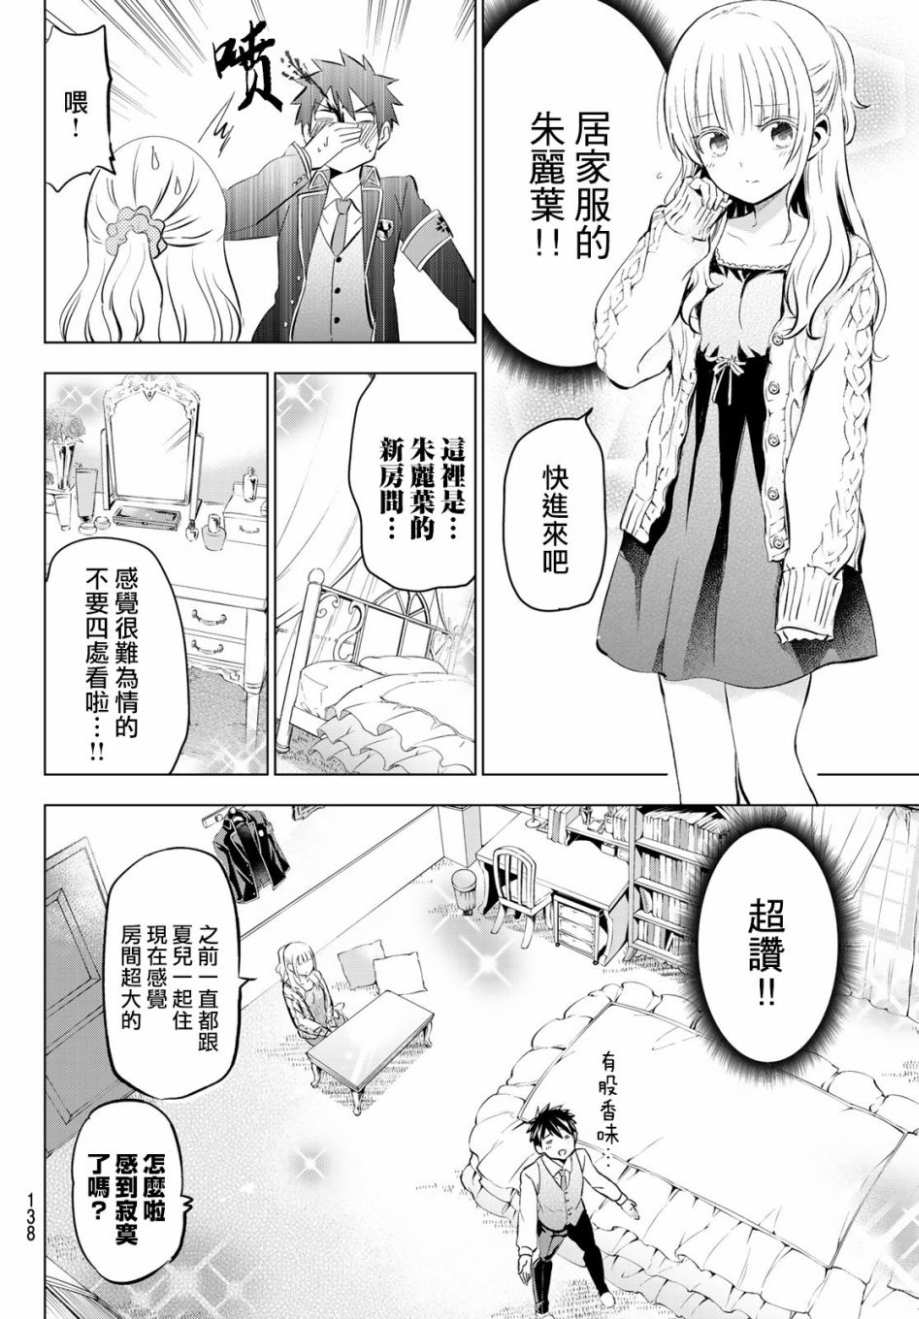 居家服的
朱麗葉!!
快進來吧
噴
喂！
這裡是…
朱麗葉的
新房間…
感覺很難為情的
不要四處看啦…!!
超讚!!
有股香味…
之前一直都跟
夏兒一起住
現在感覺
房間超大的
怎麼啦
感到寂寞
了嗎？
138